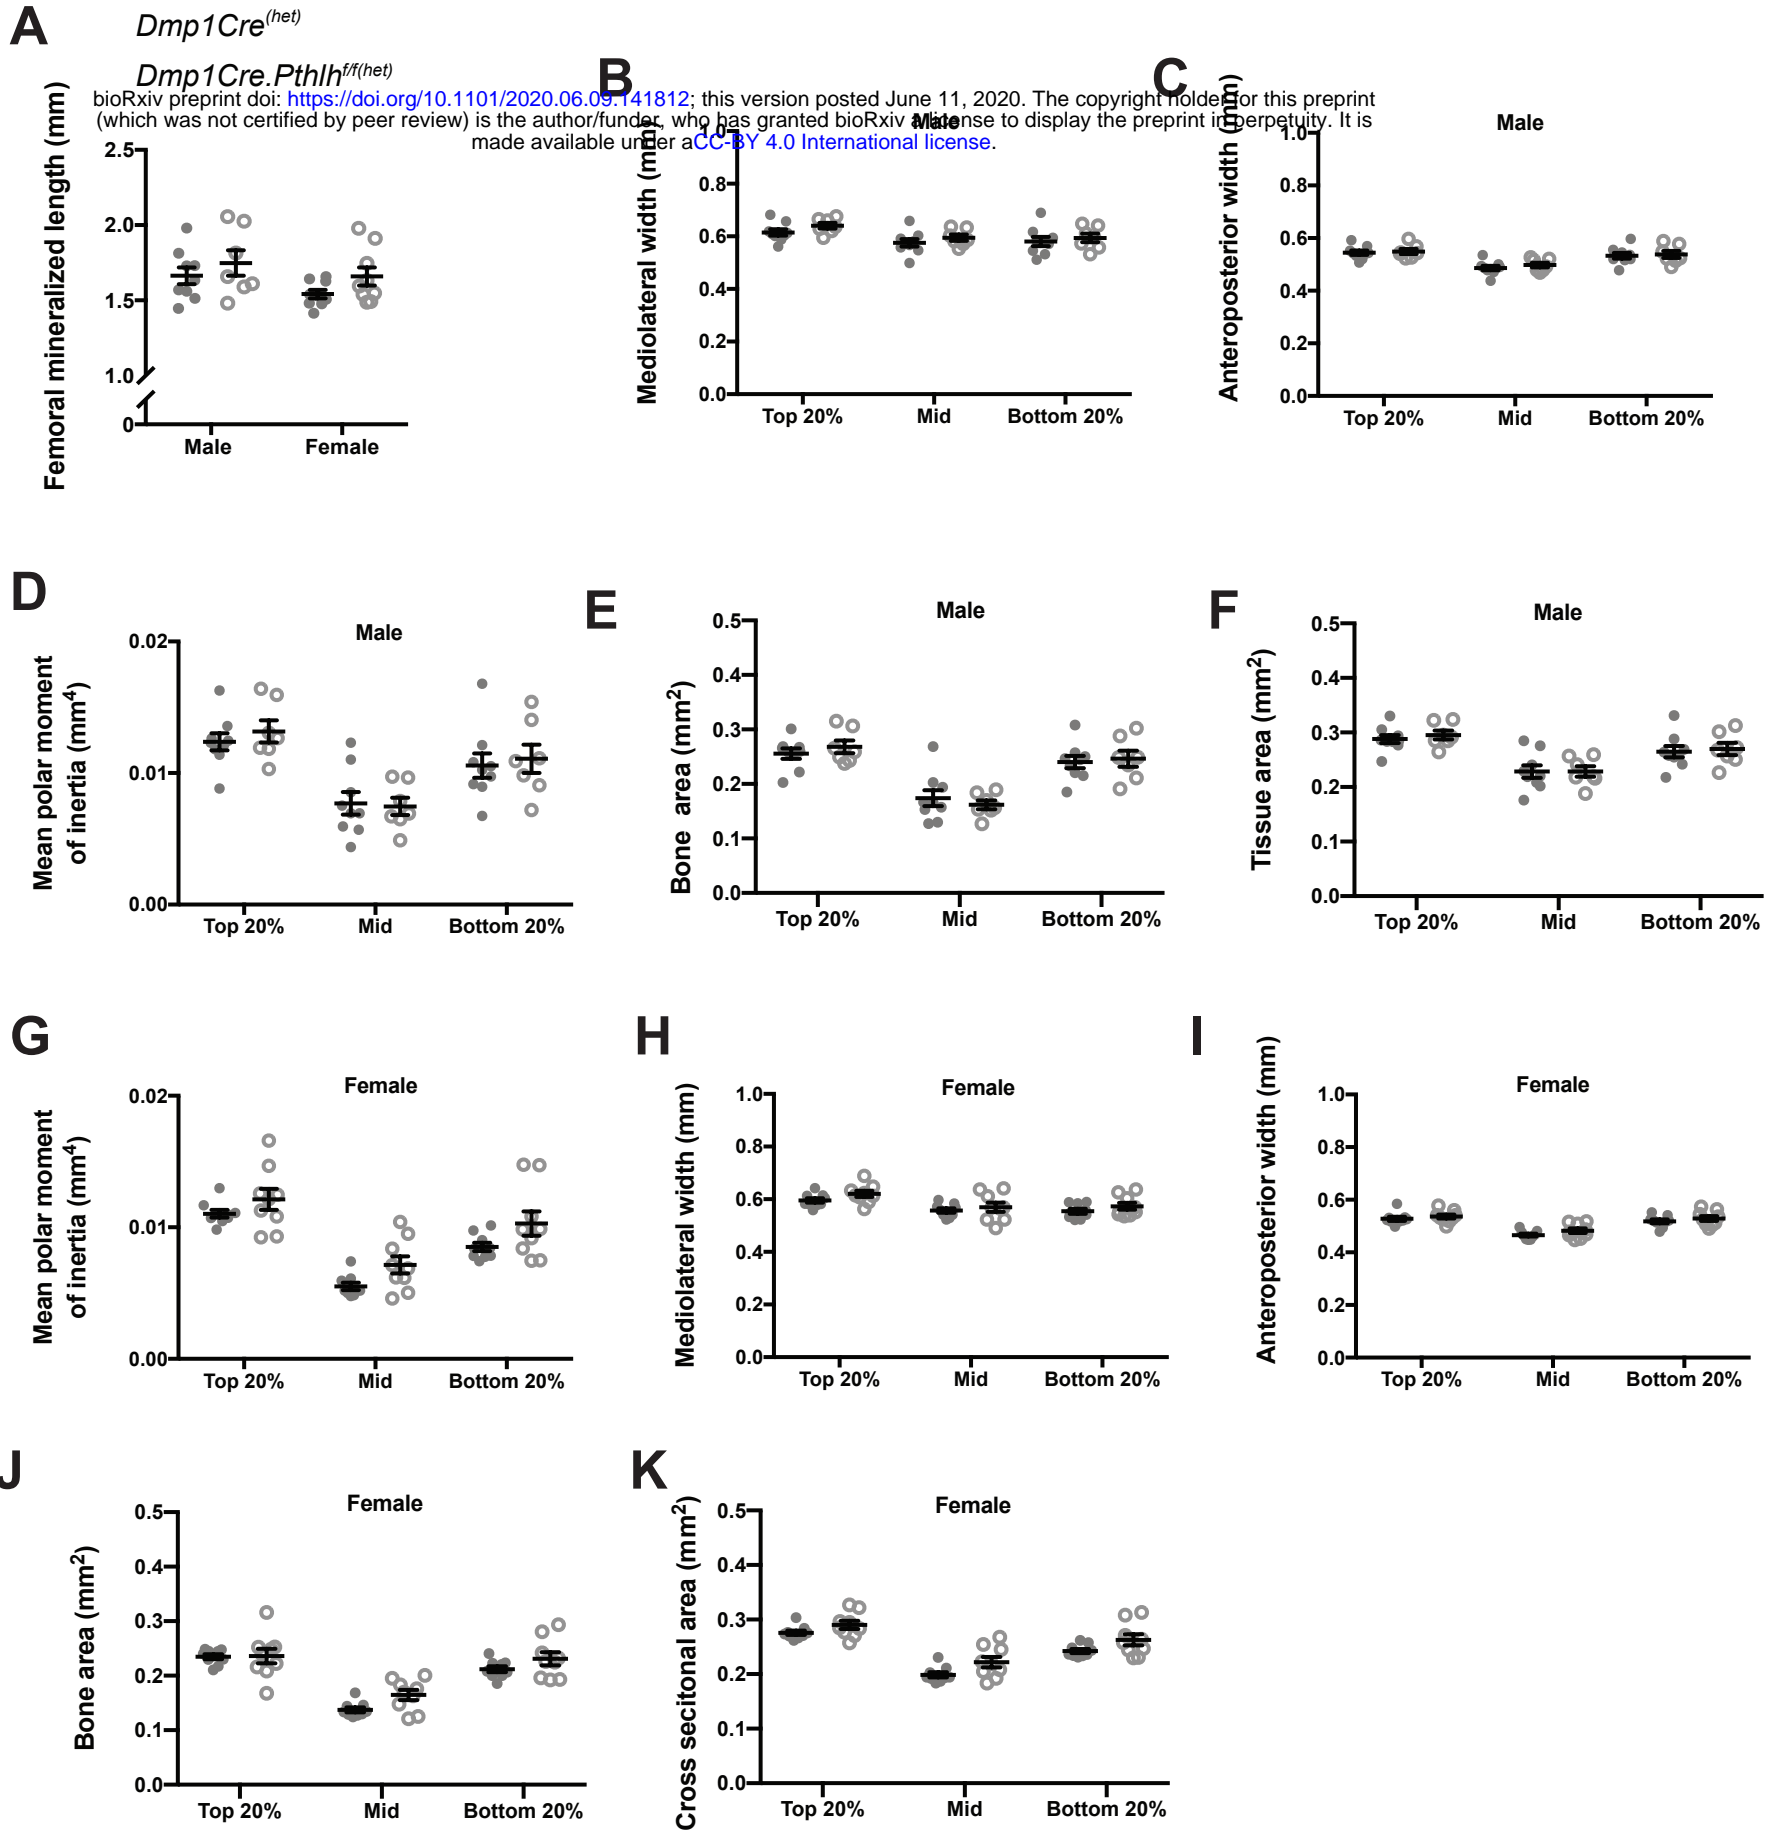 A
Dmp1Cre(het)
Dmp1Cre.Pthlhf/f(het)
bioRxiv preprint doi: https://doi.org/10.1101/2020.06.09.141812; this version posted June 11, 2020. The copyright holder for this preprint
(which was not certified by peer review) is the author/funder, who has granted bioRxiv a license to display the preprint in perpetuity. It is
made available under aCC-BY 4.0 International license.
Femoral mineralized length (mm)
2.5
2.0
1.5
1.0
0
Male Female
B
Male
Mediolateral width (mm)
1.0
0.8
0.6
0.4
0.2
0.0
Top 20% Mid Bottom 20%
C
Male
Anteroposterior width (mm)
1.0
0.8
0.6
0.4
0.2
0.0
Top 20% Mid Bottom 20%
D
Male
Mean polar moment
of inertia (mm4)
0.02
0.01
0.00
Top 20% Mid Bottom 20%
E
Male
Bone area (mm2)
0.5
0.4
0.3
0.2
0.1
0.0
Top 20% Mid Bottom 20%
F
Male
Tissue area (mm2)
0.5
0.4
0.3
0.2
0.1
0.0
Top 20% Mid Bottom 20%
G
Female
Mean polar moment
of inertia (mm4)
0.02
0.01
0.00
Top 20% Mid Bottom 20%
H
Female
Mediolateral width (mm)
1.0
0.8
0.6
0.4
0.2
0.0
Top 20% Mid Bottom 20%
I
Female
Anteroposterior width (mm)
1.0
0.8
0.6
0.4
0.2
0.0
Top 20% Mid Bottom 20%
J
Female
Bone area (mm2)
0.5
0.4
0.3
0.2
0.1
0.0
Top 20% Mid Bottom 20%
K
Female
Cross secitonal area (mm2)
0.5
0.4
0.3
0.2
0.1
0.0
Top 20% Mid Bottom 20%